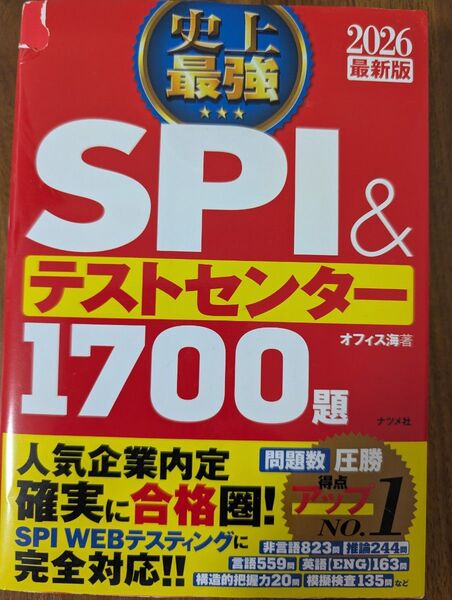 史上
最強
2026
最新版
SPI&
テストセンター
1700題
オフィス海 著
ナツメ社
人気企業内定
確実に合格圏!
SPI WEBテスティングに
完全対応!!
問題数 圧勝
得点
アップ
NO.1
非言語823問 推論244問
言語559問 英語【ENG】163問
構造的把握力20問 模擬検査135問 など